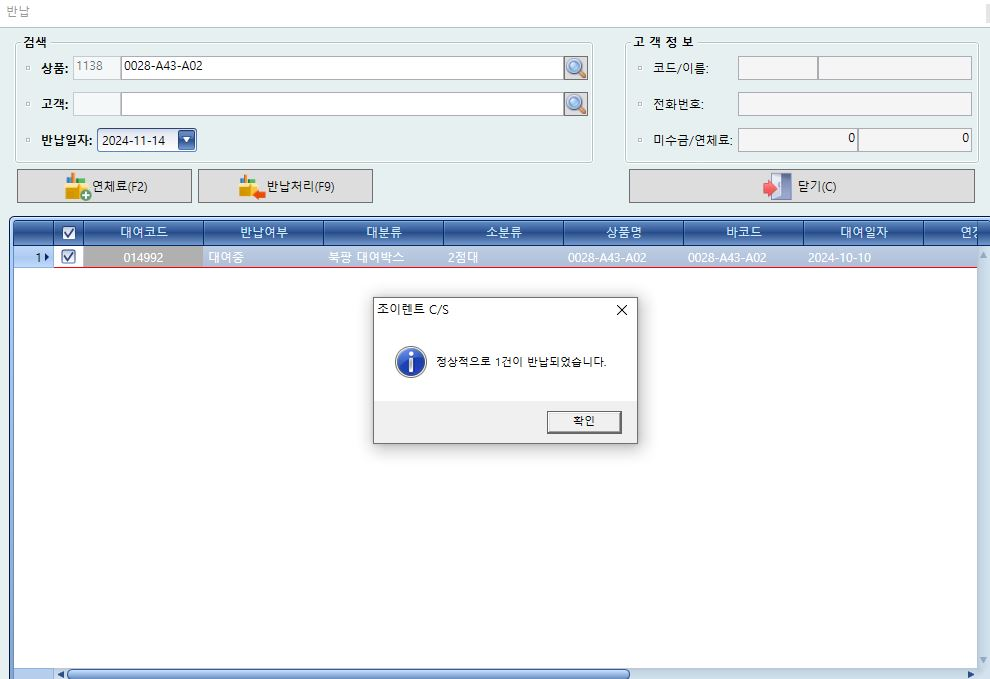 반납
검색
상품: 1138 0028-A43-A02
고객:
반납일자: 2024-11-14
고 객 정 보
코드/이름:
전화번호:
미수금/연체료: 0 0
연체료(F2) 반납처리(F9) 닫기(C)
대여코드 반납여부 대분류 소분류 상품명 바코드 대여일자
1 014992 대여중 북팡 대여박스 2점대 0028-A43-A02 0028-A43-A02 2024-10-10
조이렌트 C/S
정상적으로 1건이 반납되었습니다.
확인